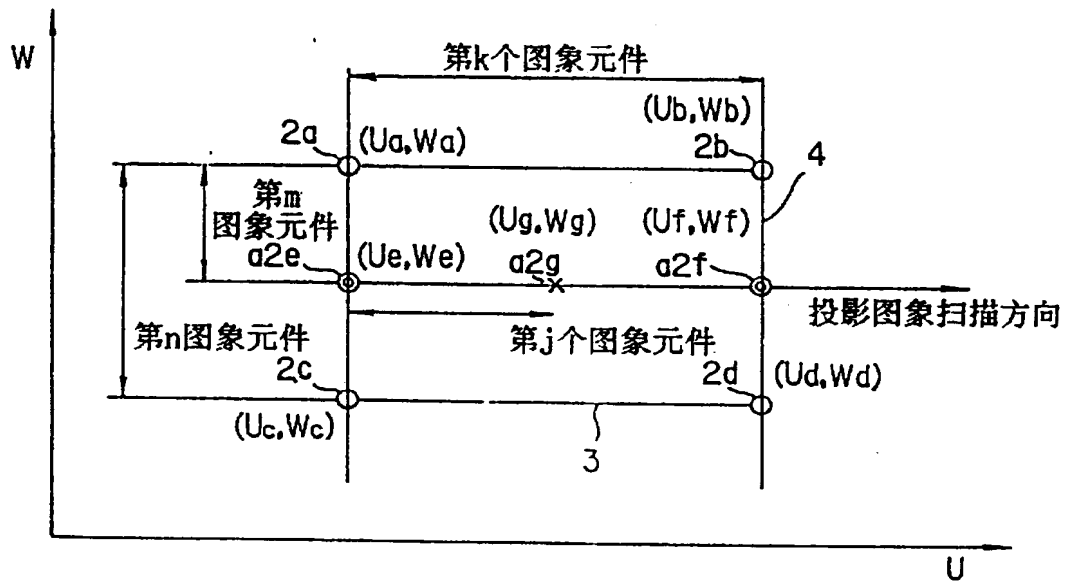 W
第k个图象元件
(Ub,Wb)
2a
(Ua,Wa)
2b
4
第m
图象元件
(Ug,Wg)
(Uf,Wf)
a2e
(Ue,We)
a2g
a2f
投影图象扫描方向
第n图象元件
第j个图象元件
2c
2d
(Ud,Wd)
(Uc,Wc)
3
U